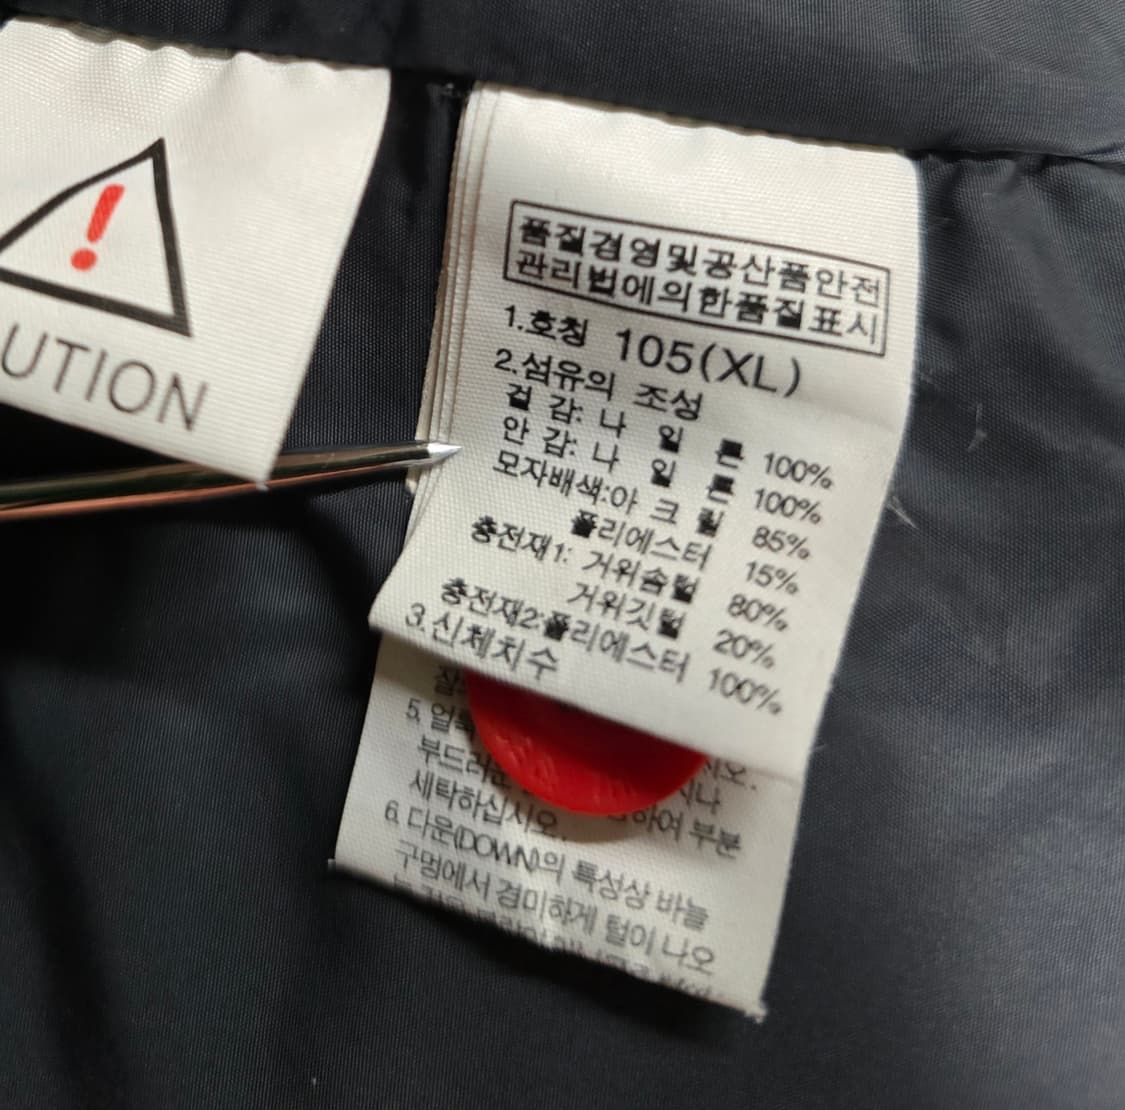 UTION
품질경영및공산품안전
관리법에의한품질표시
1.호칭 105(XL)
2.섬유의 조성
겉 감: 나 일 론 100%
안 감: 나 일 론 100%
모자배색:아 크 릴 85%
폴리에스터 15%
충전재1: 거위솜털 80%
거위깃털 20%
충전재2:폴리에스터 100%
3.신체치수
5. 얼룩
부드러운
하여 부분
세탁하십시오.
6. 다운(DOWN)의 특성상 바늘
구멍에서 경미하게 털이 나오